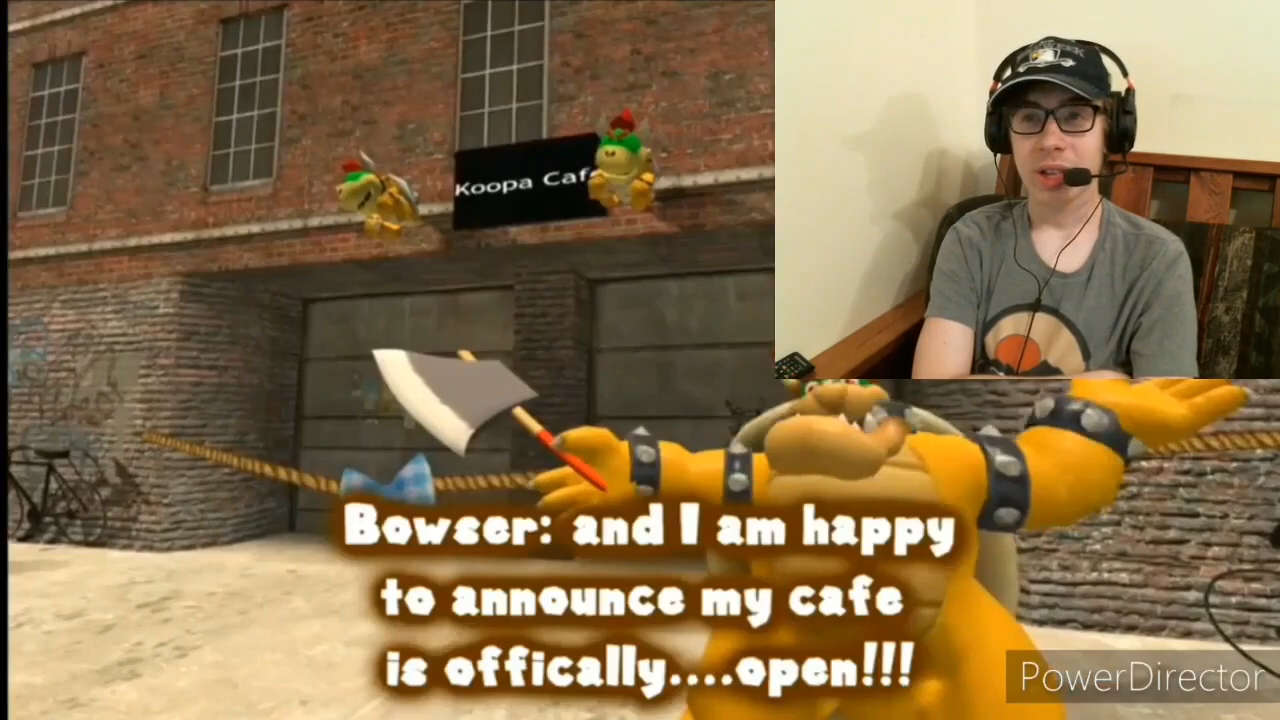 Koopa Caf
Bowser: and I am happy
to announce my cafe
is offically....open!!!
PowerDirector